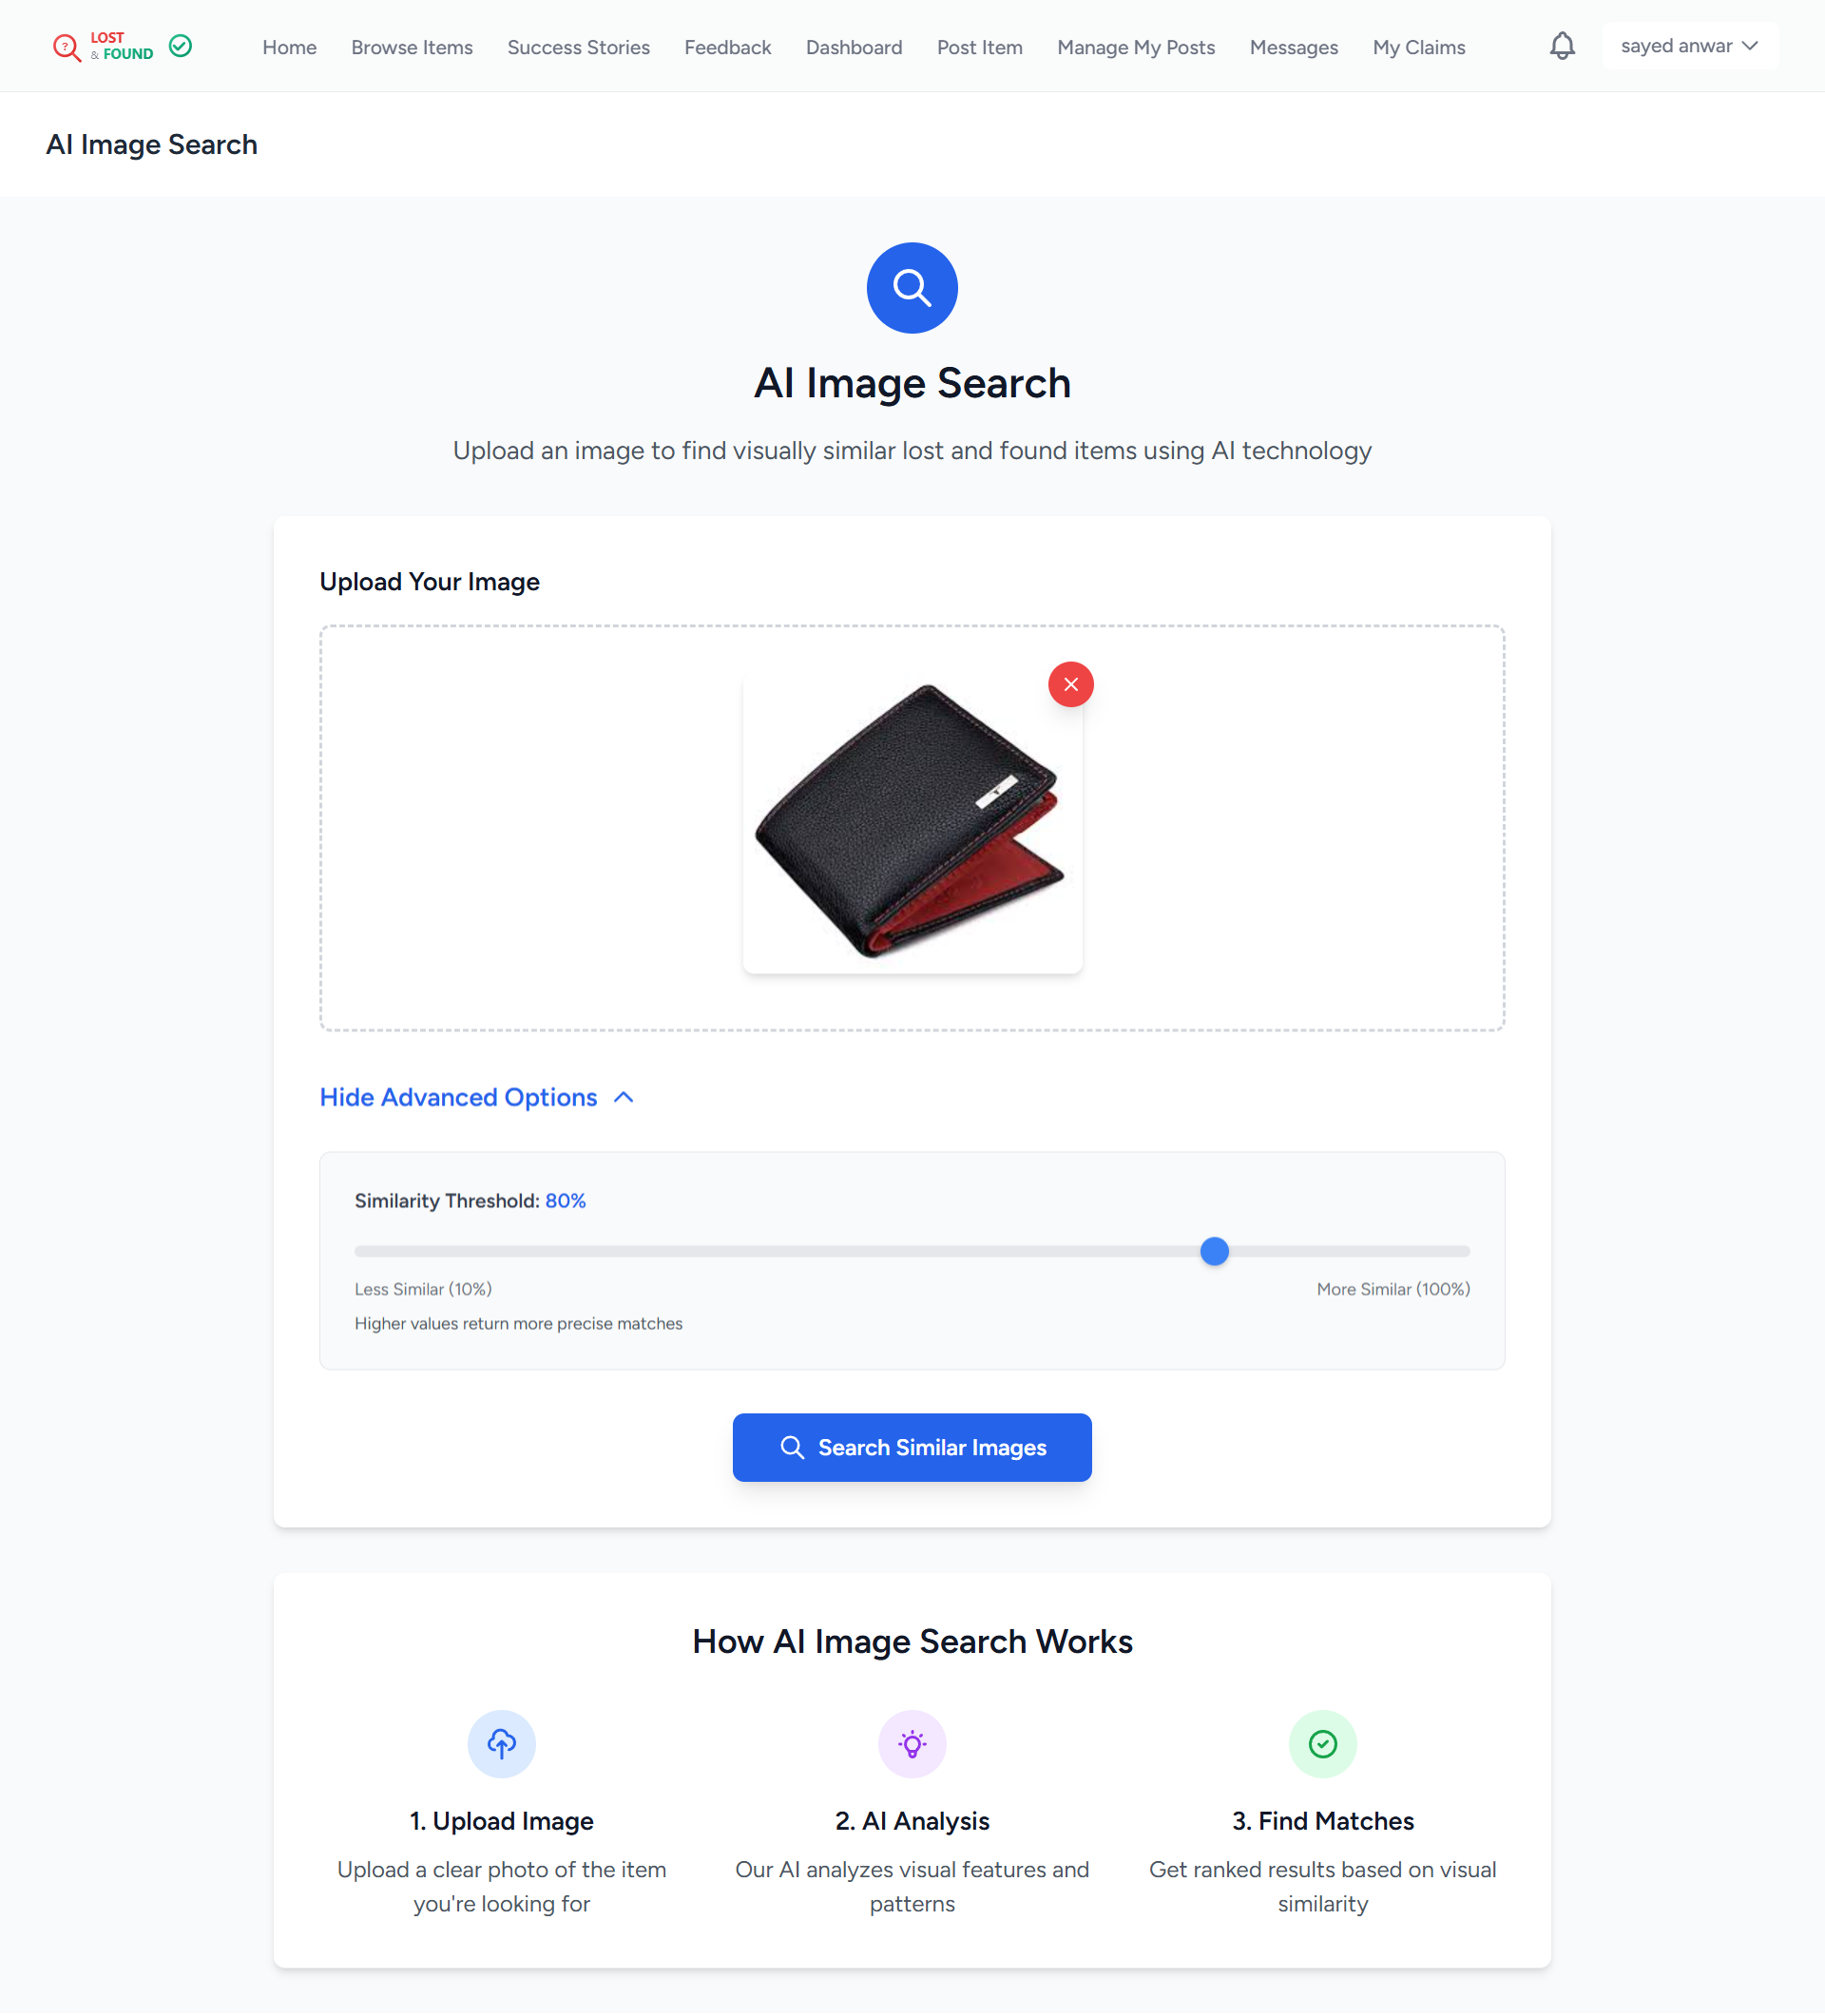 LOST
& FOUND
Home
Browse Items
Success Stories
Feedback
Dashboard
Post Item
Manage My Posts
Messages
My Claims
sayed anwar
AI Image Search
AI Image Search
Upload an image to find visually similar lost and found items using AI technology
Upload Your Image
Hide Advanced Options
Similarity Threshold: 80%
Less Similar (10%)
More Similar (100%)
Higher values return more precise matches
Search Similar Images
How AI Image Search Works
1. Upload Image
Upload a clear photo of the item
you're looking for
2. AI Analysis
Our AI analyzes visual features and
patterns
3. Find Matches
Get ranked results based on visual
similarity